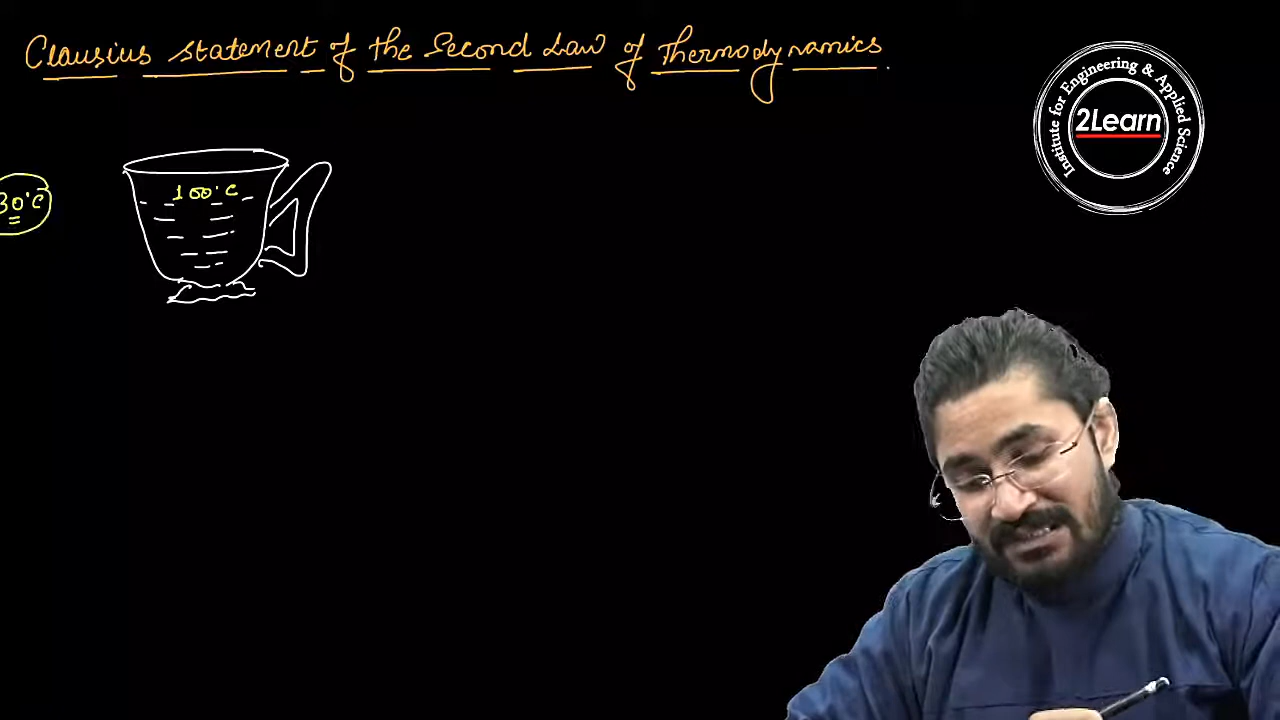 Clausius statement of the Second Law of Thermodynamics.
30°C
100°C
Institute for Engineering & Applied Science
2Learn